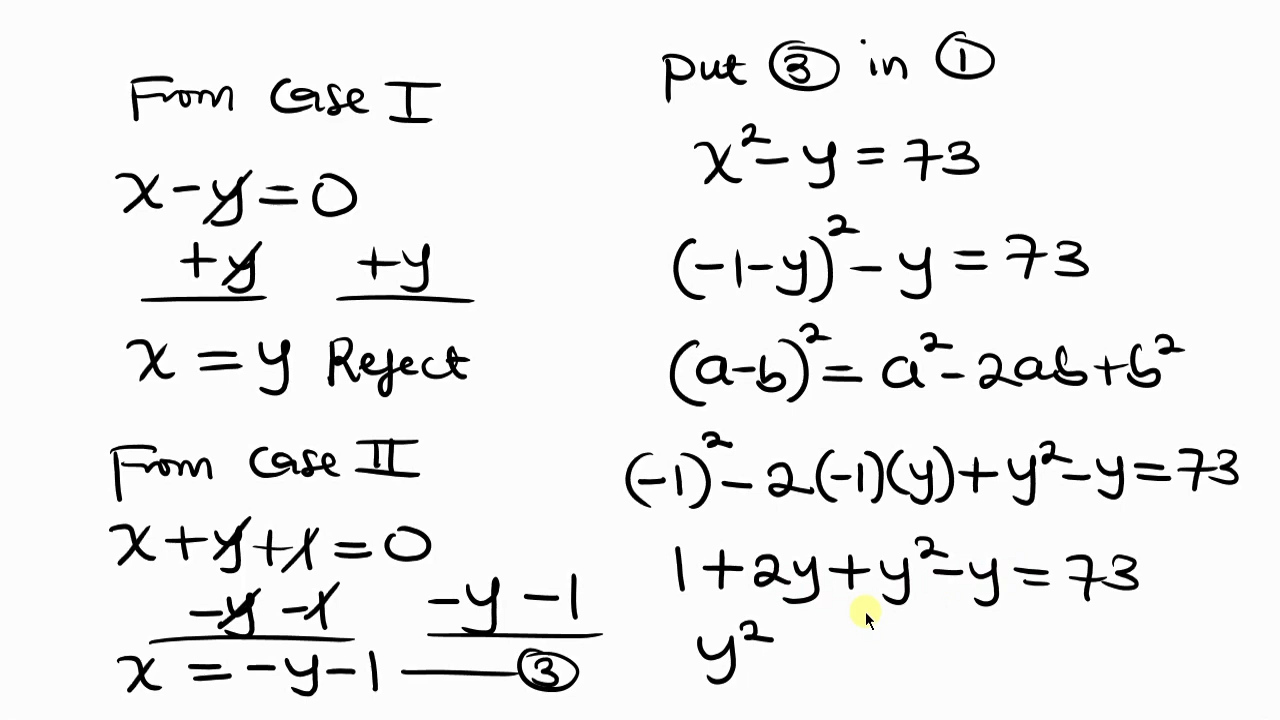 From Case I
x - y = 0
+y +y
x = y Reject
From Case II
x + y + 1 = 0
-y -1 -y -1
x = -y - 1 ③
put ③ in ①
x² - y = 73
(-1-y)² - y = 73
(a-b)² = a² - 2ab + b²
(-1)² - 2(-1)(y) + y² - y = 73
1 + 2y + y² - y = 73
y²